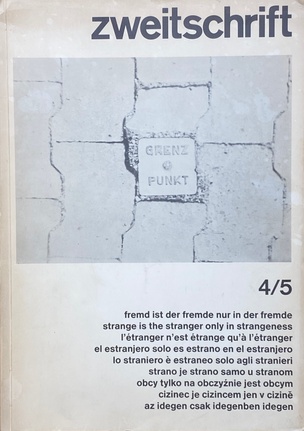 zweitschrift
GRENZ
PUNKT
4/5
fremd ist der fremde nur in der fremde
strange is the stranger only in strangeness
l'étranger n'est étrange qu'à l'étranger
el estranjero solo es estrano en el estranjero
lo straniero è estraneo solo agli stranieri
strano je strano samo u stranom
obcy tylko na obczyźnie jest obcym
cizinec je cizincem jen v cizině
az idegen csak idegenben idegen